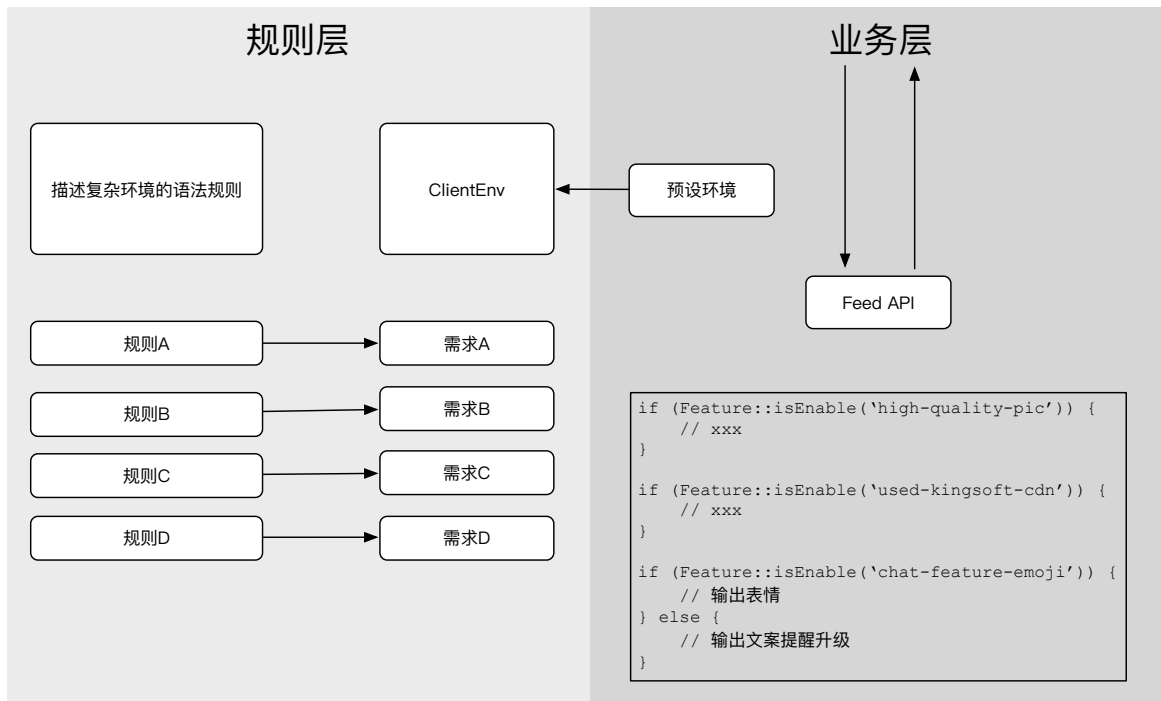 规则层
描述复杂环境的语法规则
ClientEnv
规则A
需求A
规则B
需求B
规则C
需求C
规则D
需求D
业务层
预设环境
Feed API
if (Feature::isEnable(‘high-quality-pic’)) {
// xxx
}
if (Feature::isEnable(‘used-kingsoft-cdn’)) {
// xxx
}
if (Feature::isEnable(‘chat-feature-emoji’)) {
// 输出表情
} else {
// 输出文案提醒升级
}